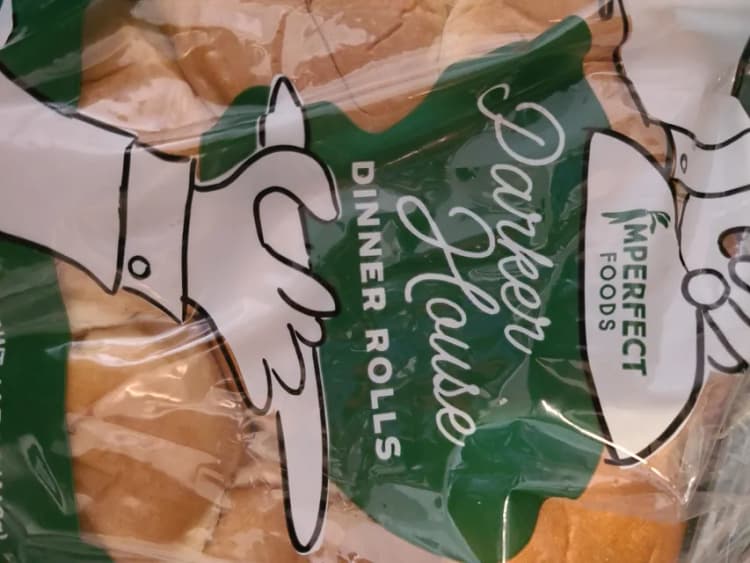 IMPERFECT
FOODS
Parker
House
DINNER ROLLS